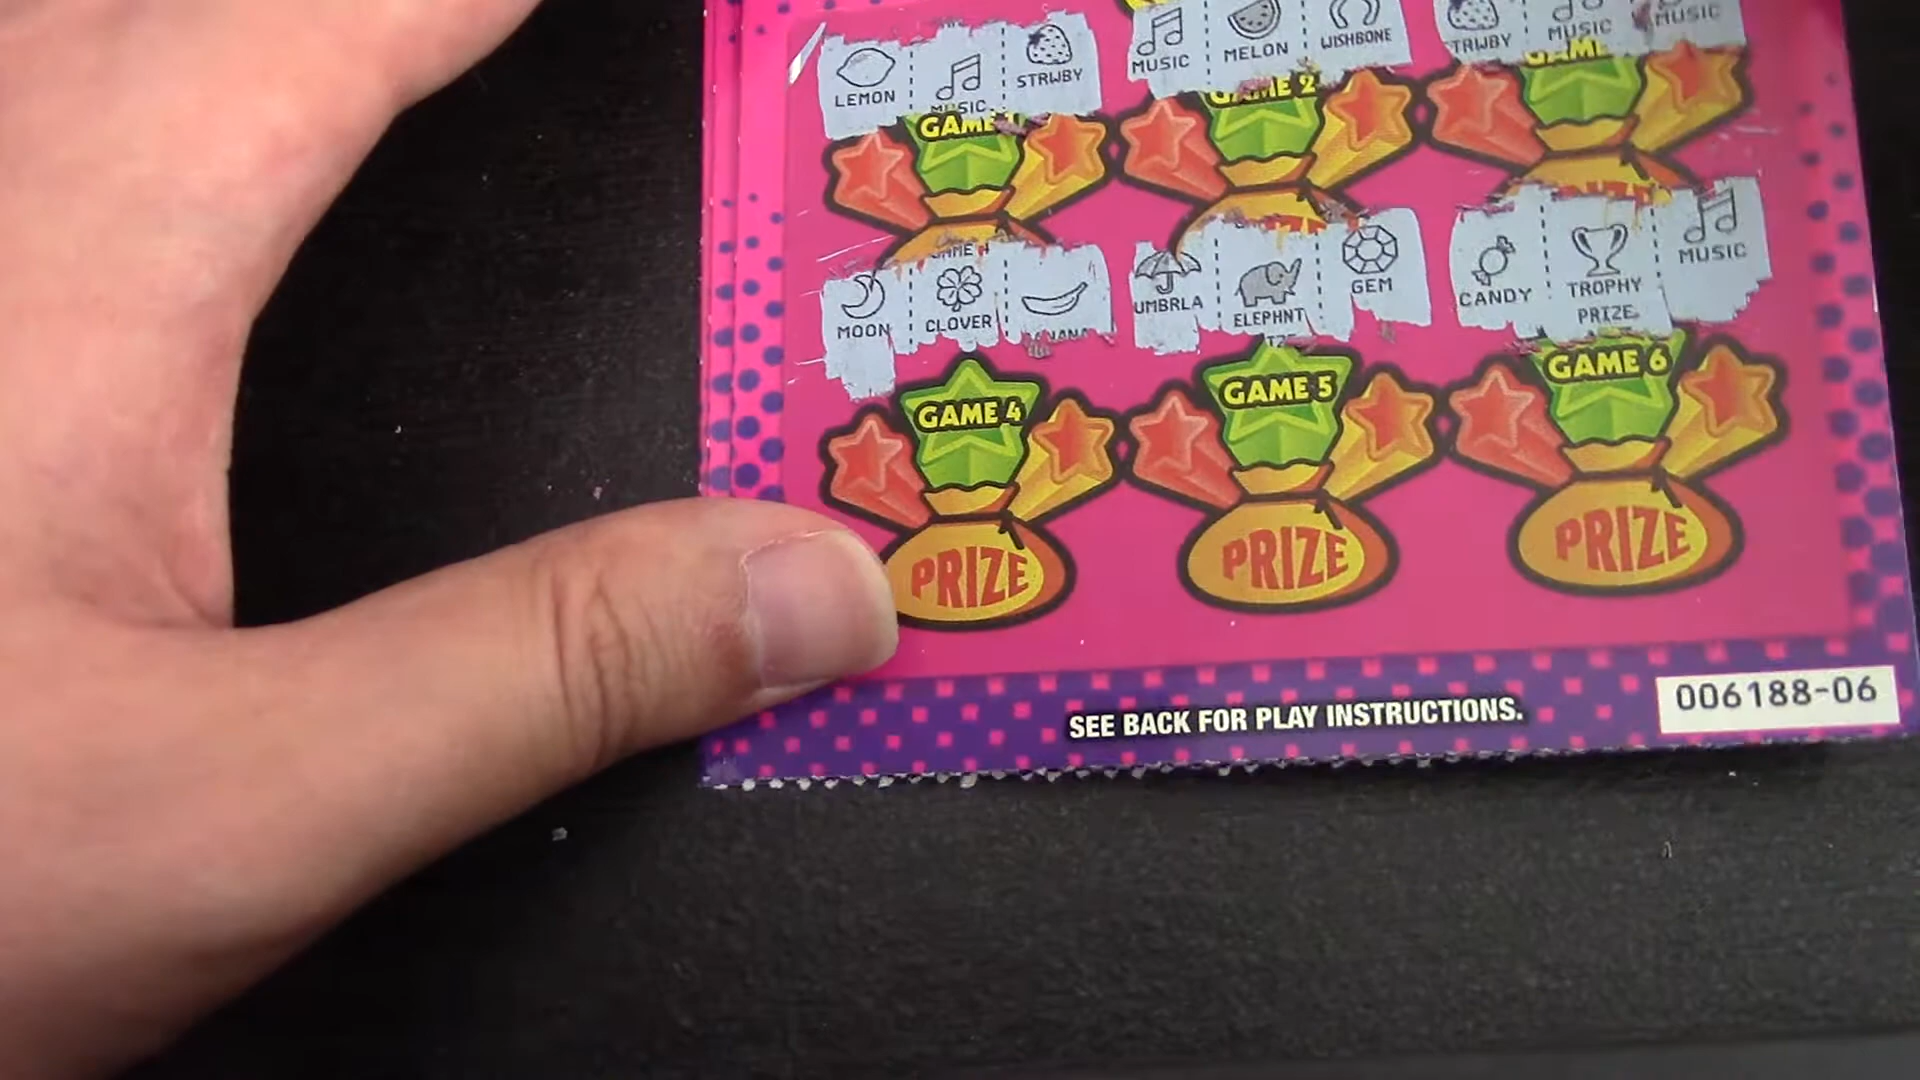 LEMON MUSIC STRWBY
MUSIC MELON WISHBONE
STRWBY MUSIC MUSIC
GAME 1
GAME 2
GAME
MOON CLOVER BANANA
UMBRLA ELEPHNT GEM
CANDY TROPHY MUSIC
PRIZE
GAME 4
GAME 5
GAME 6
PRIZE
PRIZE
PRIZE
SEE BACK FOR PLAY INSTRUCTIONS.
006188-06